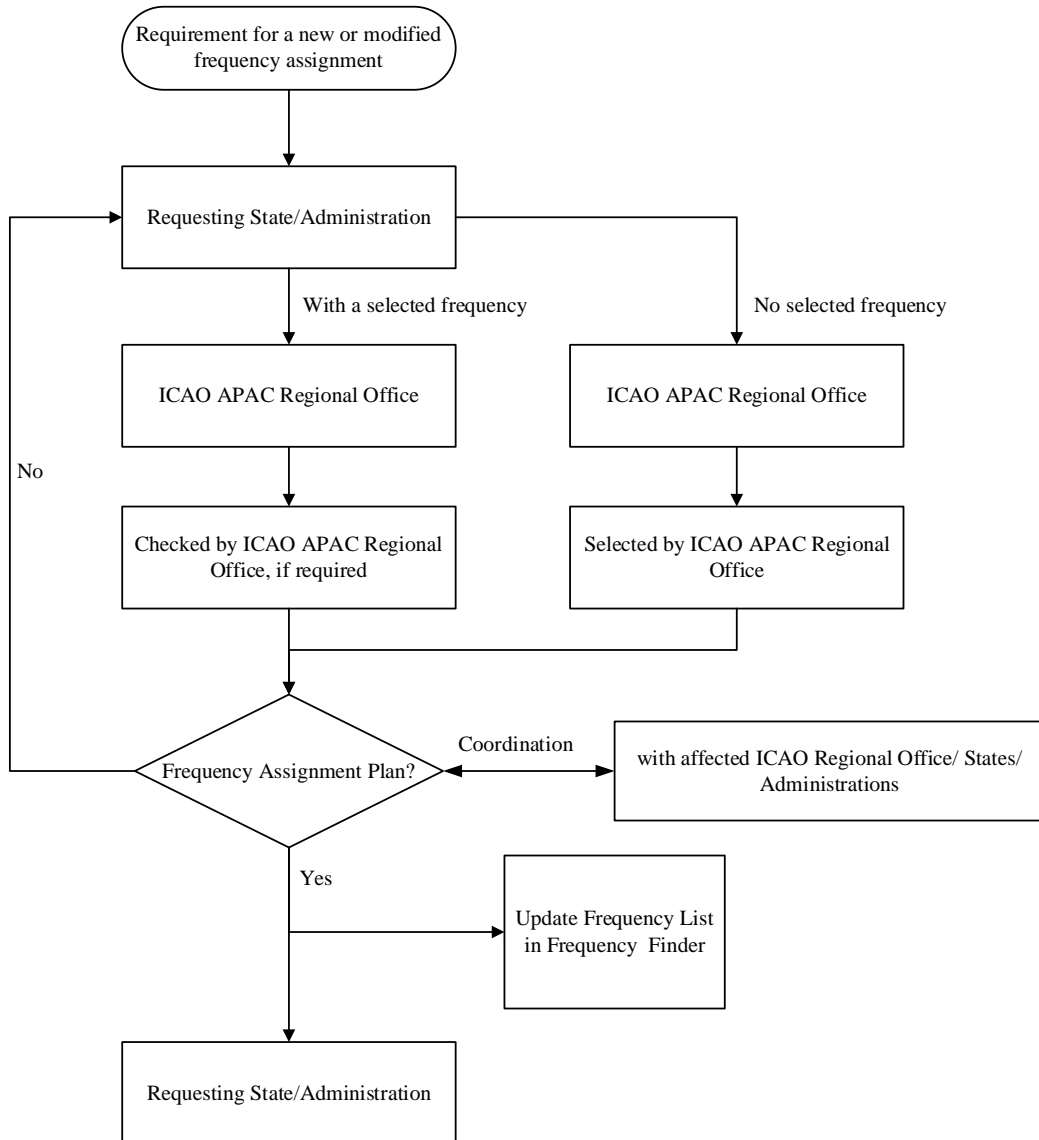 Requirement for a new or modified
frequency assignment
Requesting State/Administration
With a selected frequency
No selected frequency
ICAO APAC Regional Office
ICAO APAC Regional Office
No
Checked by ICAO APAC Regional
Office, if required
Selected by ICAO APAC Regional
Office
Coordination
Frequency Assignment Plan?
with affected ICAO Regional Office/ States/
Administrations
Yes
Update Frequency List
in Frequency  Finder
Requesting State/Administration